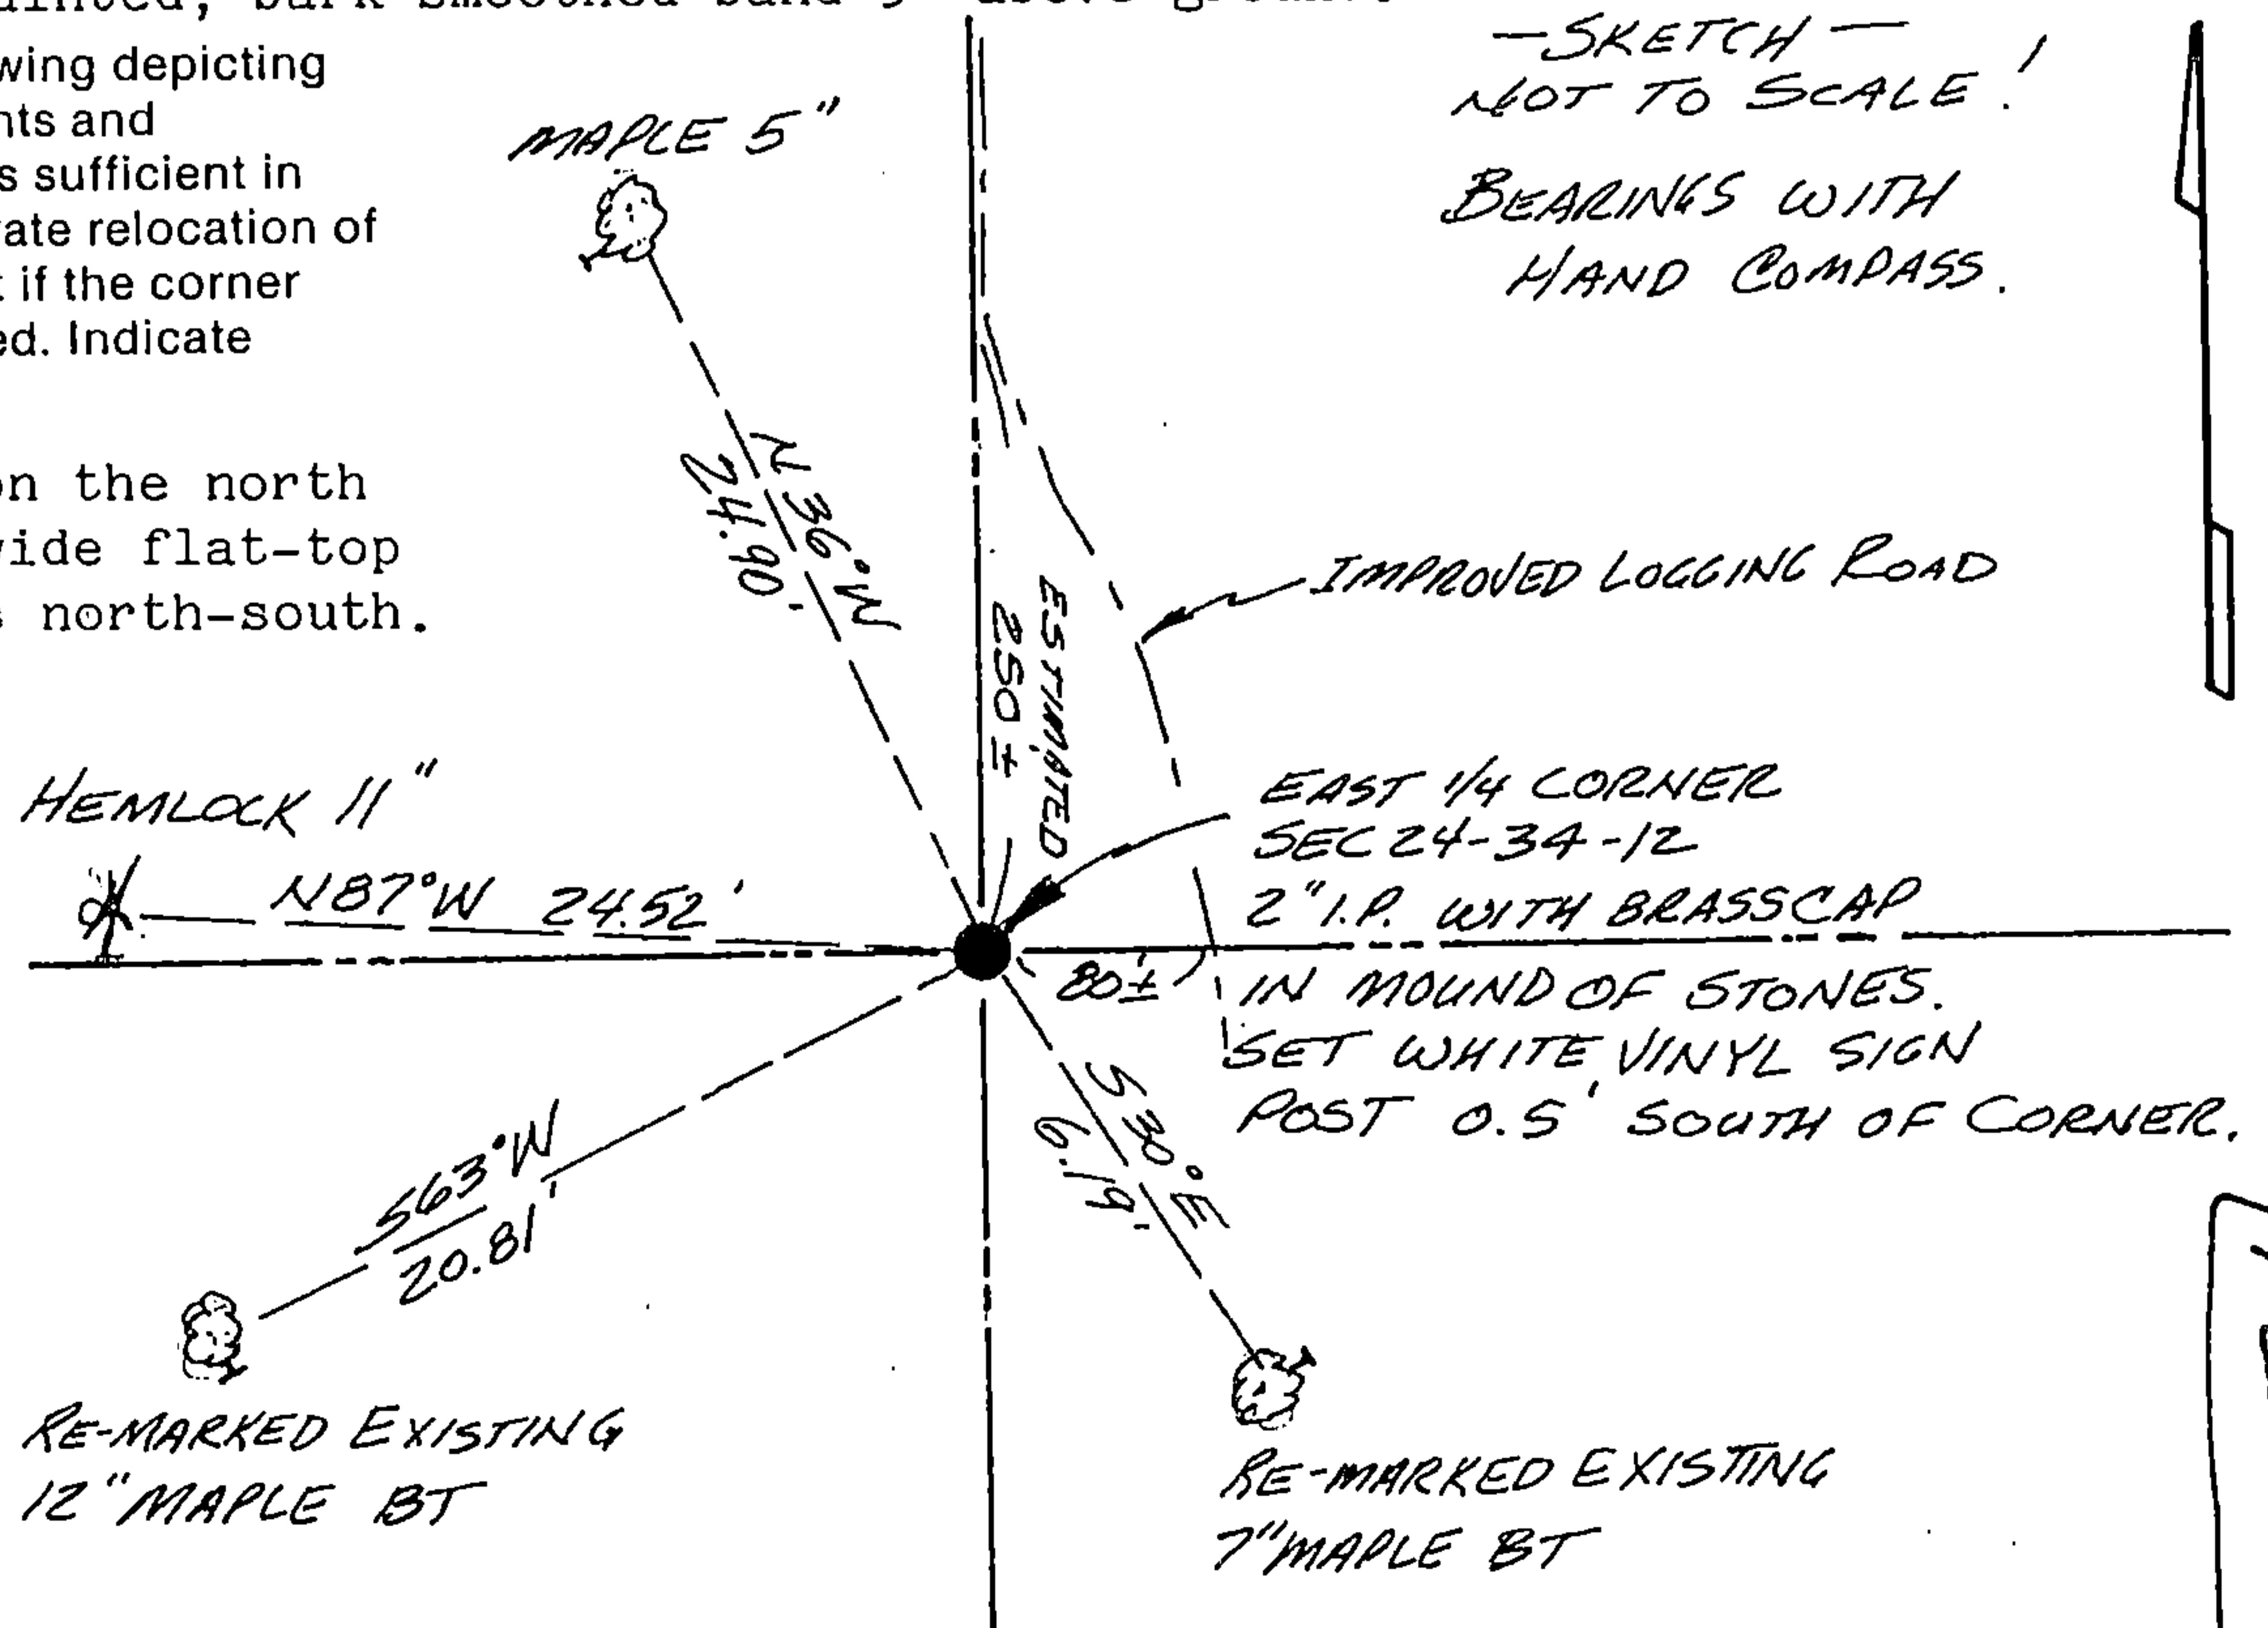 — SKETCH —
NOT TO SCALE!
BEARINGS WITH
HAND COMPASS.
wing depicting
nts and
s sufficient in
rate relocation of
t if the corner
ed. Indicate
on the north
wide flat-top
s north-south.
MAPLE 5"
N 36°W
24.90'
ESTIMATED
250 ±
IMPROVED LOGGING ROAD
HEMLOCK 11"
N87°W 24.52'
EAST 1/4 CORNER
SEC 24-34-12
2" I.P. WITH BRASSCAP
80'±
IN MOUND OF STONES.
SET WHITE VINYL SIGN
POST 0.5' SOUTH OF CORNER.
S63°W
20.81'
S 38°E
6.19'
RE-MARKED EXISTING
12" MAPLE BT
RE-MARKED EXISTING
7" MAPLE BT